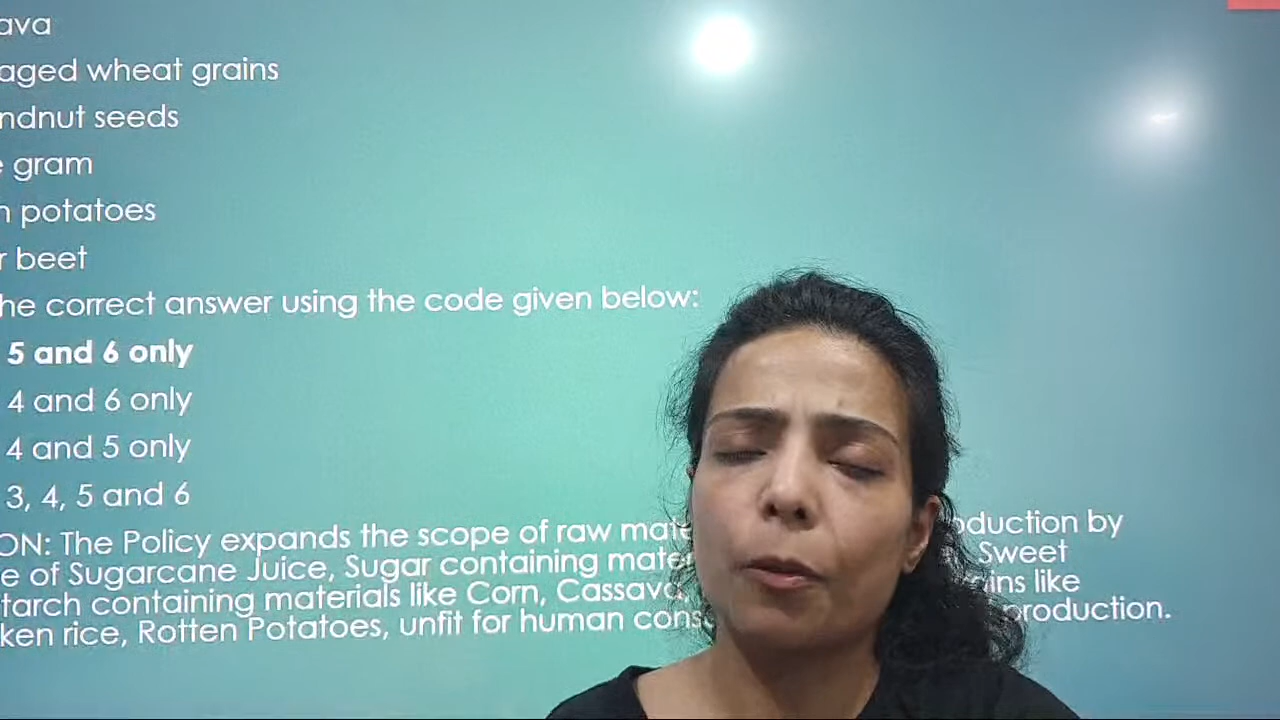 ava
aged wheat grains
ndnut seeds
e gram
n potatoes
r beet
he correct answer using the code given below:
5 and 6 only
4 and 6 only
4 and 5 only
3, 4, 5 and 6
ON: The Policy expands the scope of raw mate oduction by
e of Sugarcane Juice, Sugar containing mater Sweet
tarch containing materials like Corn, Cassava, ins like
ken rice, Rotten Potatoes, unfit for human cons production.